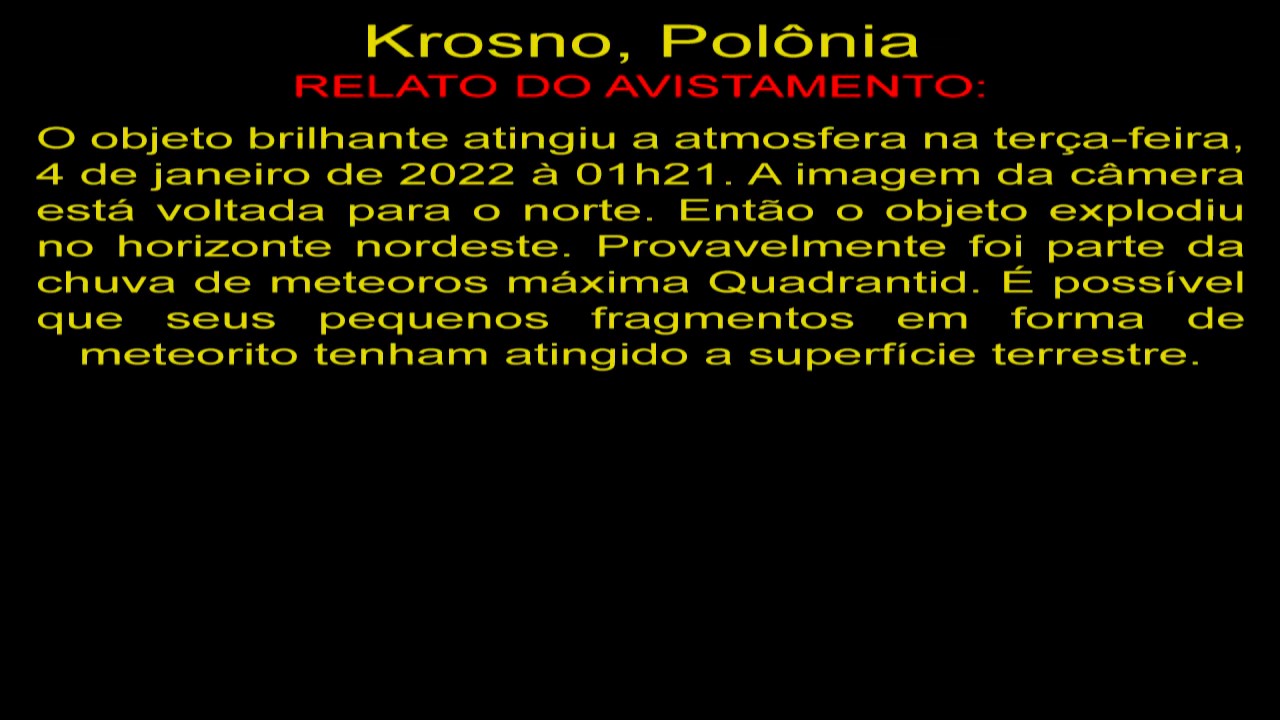 Krosno, Polônia
RELATO DO AVISTAMENTO:
O objeto brilhante atingiu a atmosfera na terça-feira,
4 de janeiro de 2022 à 01h21. A imagem da câmera
está voltada para o norte. Então o objeto explodiu
no horizonte nordeste. Provavelmente foi parte da
chuva de meteoros máxima Quadrantid. É possível
que seus pequenos fragmentos em forma de
meteorito tenham atingido a superfície terrestre.